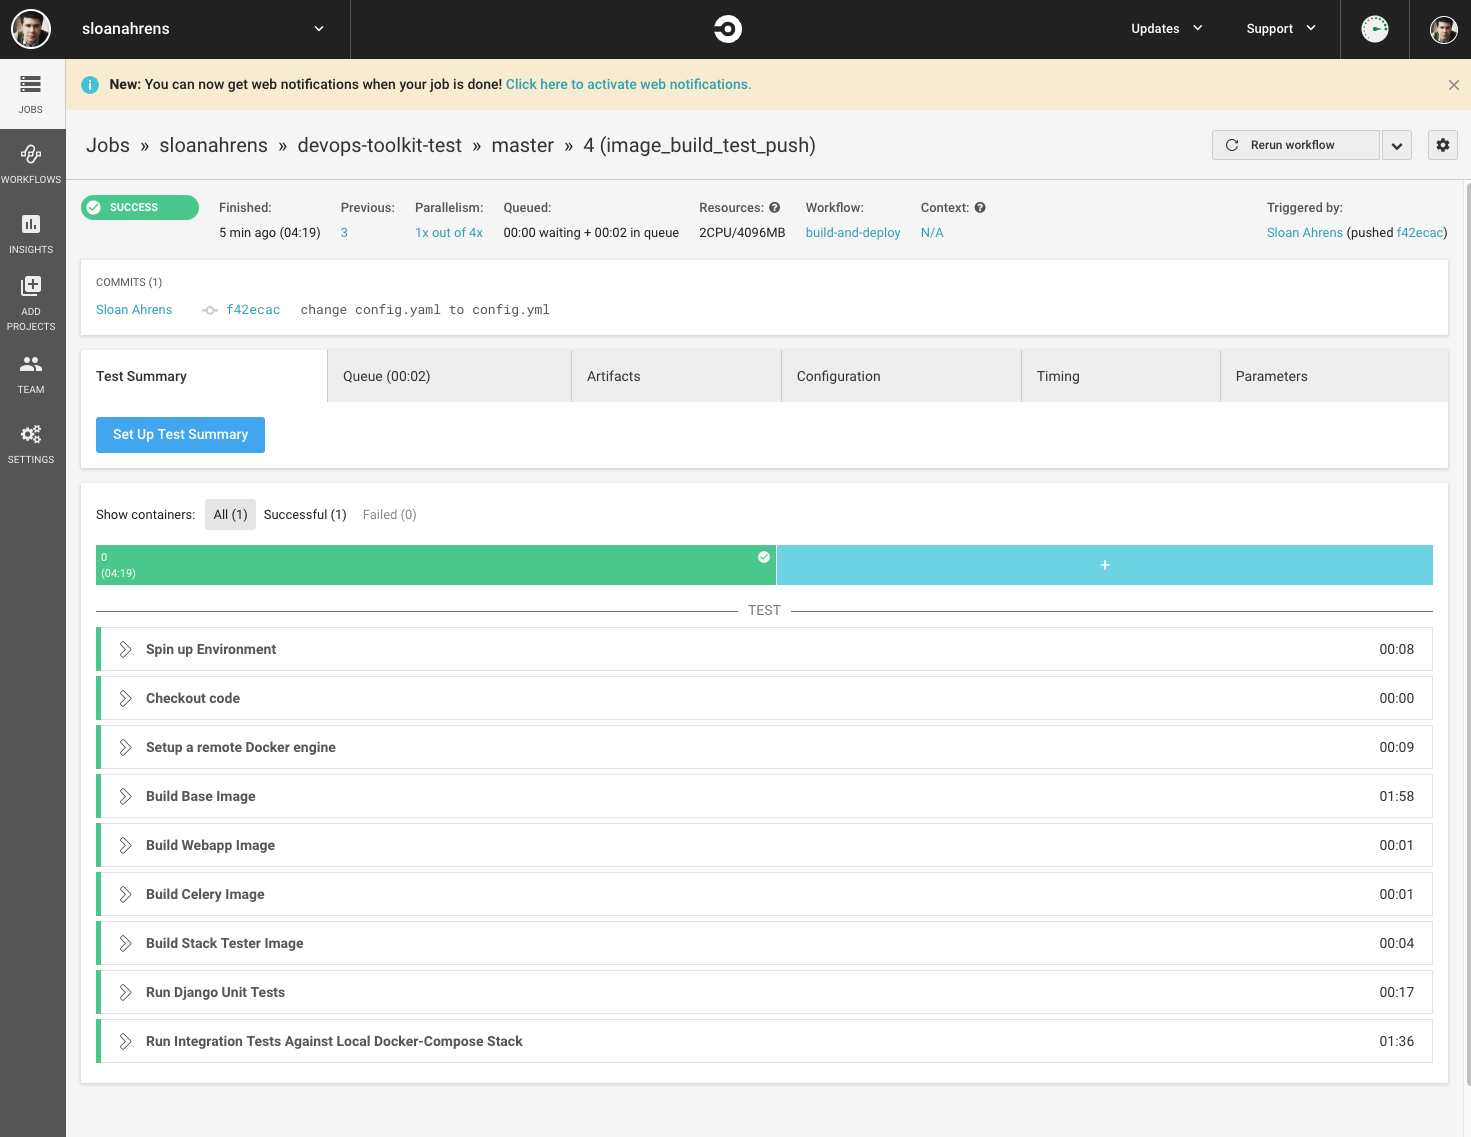 sloanahrens
Updates
Support
JOBS
WORKFLOWS
INSIGHTS
ADD
PROJECTS
TEAM
SETTINGS
New: You can now get web notifications when your job is done! Click here to activate web notifications.
Jobs » sloanahrens » devops-toolkit-test » master » 4 (image_build_test_push)
Rerun workflow
SUCCESS
Finished:
5 min ago (04:19)
Previous:
3
Parallelism:
1x out of 4x
Queued:
00:00 waiting + 00:02 in queue
Resources:
2CPU/4096MB
Workflow:
build-and-deploy
Context:
N/A
Triggered by:
Sloan Ahrens (pushed f42ecac)
COMMITS (1)
Sloan Ahrens f42ecac change config.yaml to config.yml
Test Summary
Queue (00:02)
Artifacts
Configuration
Timing
Parameters
Set Up Test Summary
Show containers: All (1) Successful (1) Failed (0)
0
(04:19)
+
TEST
Spin up Environment 00:08
Checkout code 00:00
Setup a remote Docker engine 00:09
Build Base Image 01:58
Build Webapp Image 00:01
Build Celery Image 00:01
Build Stack Tester Image 00:04
Run Django Unit Tests 00:17
Run Integration Tests Against Local Docker-Compose Stack 01:36